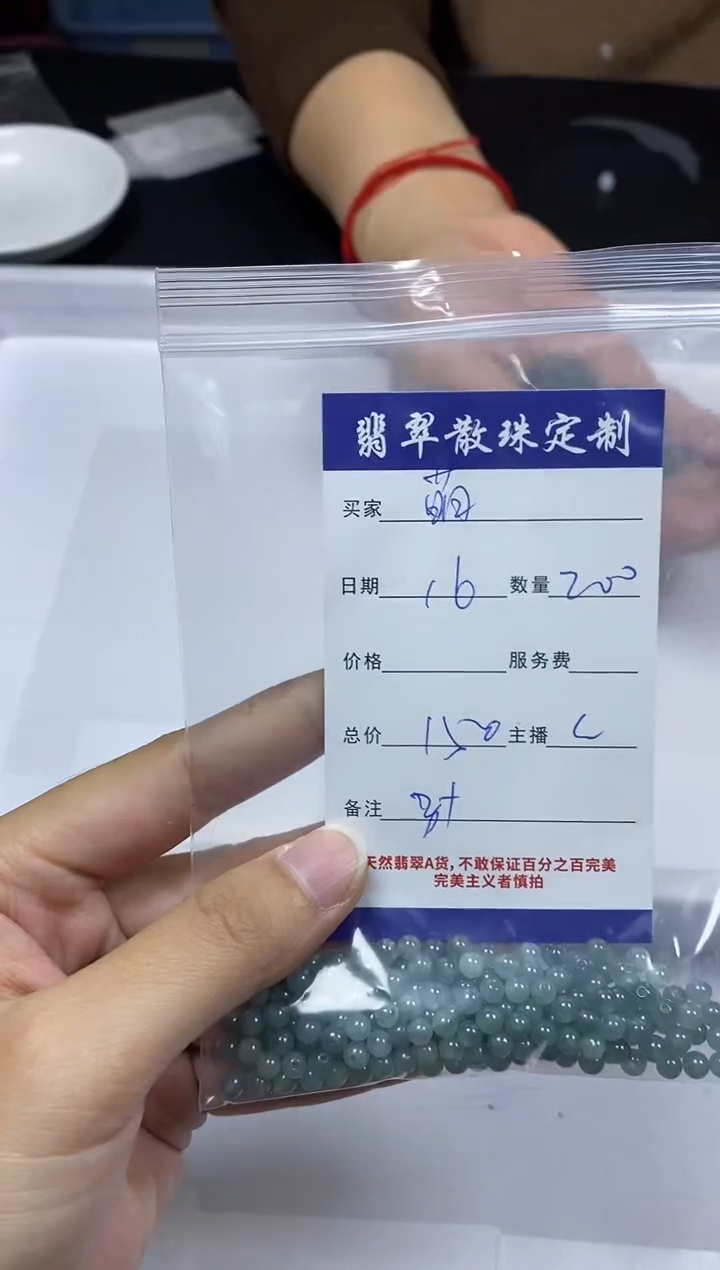 翡翠散珠定制
买家 萌
日期 16 数量 200
价格 服务费
总价 150 主播
备注
天然翡翠A货,不敢保证百分之百完美
完美主义者慎拍